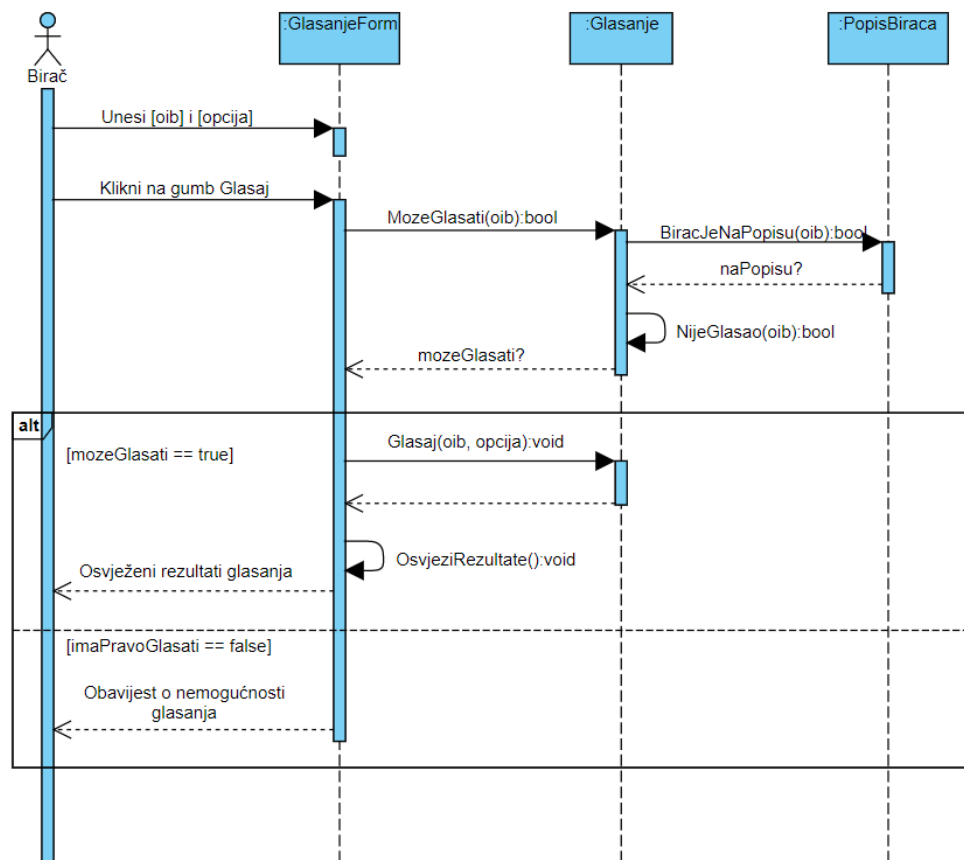 :GlasanjeForm
:Glasanje
:PopisBiraca
Birač
Unesi [oib] i [opcija]
Klikni na gumb Glasaj
MozeGlasati(oib):bool
BiracJeNaPopisu(oib):bool
naPopisu?
NijeGlasao(oib):bool
mozeGlasati?
alt
[mozeGlasati == true]
Glasaj(oib, opcija):void
OsvjeziRezultate():void
Osvježeni rezultati glasanja
[imaPravoGlasati == false]
Obavijest o nemogućnosti
glasanja